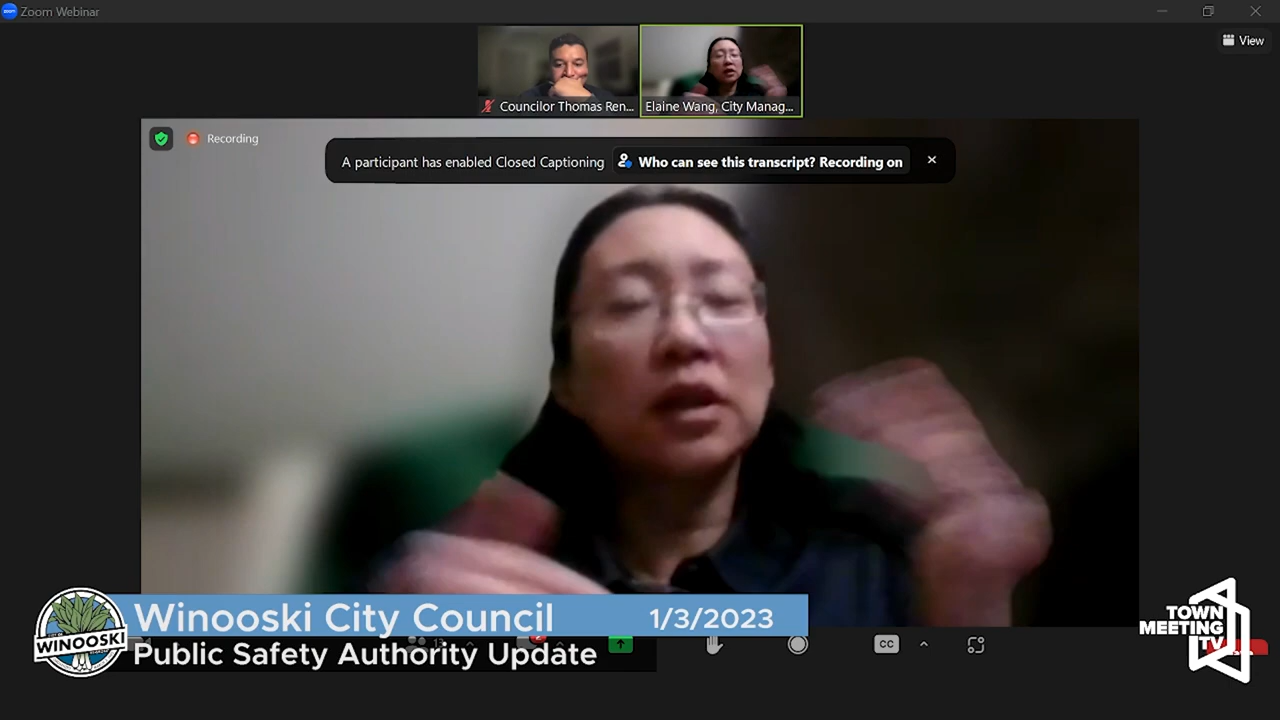 Zoom Webinar
View
Councilor Thomas Ren...
Elaine Wang, City Manag...
Recording
A participant has enabled Closed Captioning
Who can see this transcript? Recording on
WINOOSKI
Winooski City Council
1/3/2023
Public Safety Authority Update
CC
TOWN
MEETING
TV